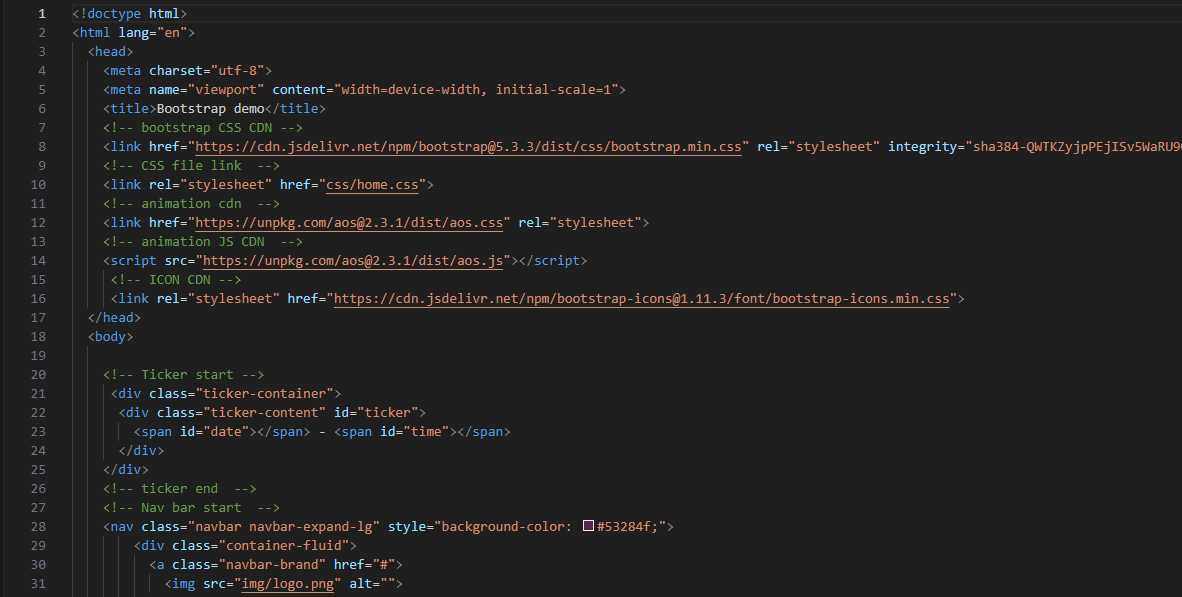 1 <!doctype html>
2 <html lang="en">
3 <head>
4 <meta charset="utf-8">
5 <meta name="viewport" content="width=device-width, initial-scale=1">
6 <title>Bootstrap demo</title>
7 <!-- bootstrap CSS CDN -->
8 <link href="https://cdn.jsdelivr.net/npm/bootstrap@5.3.3/dist/css/bootstrap.min.css" rel="stylesheet" integrity="sha384-QWTKZyjpPEjISv5WaRU9
9 <!-- CSS file link  -->
10 <link rel="stylesheet" href="css/home.css">
11 <!-- animation cdn  -->
12 <link href="https://unpkg.com/aos@2.3.1/dist/aos.css" rel="stylesheet">
13 <!-- animation JS CDN  -->
14 <script src="https://unpkg.com/aos@2.3.1/dist/aos.js"></script>
15 <!-- ICON CDN -->
16 <link rel="stylesheet" href="https://cdn.jsdelivr.net/npm/bootstrap-icons@1.11.3/font/bootstrap-icons.min.css">
17 </head>
18 <body>
19
20 <!-- Ticker start -->
21 <div class="ticker-container">
22 <div class="ticker-content" id="ticker">
23 <span id="date"></span> - <span id="time"></span>
24 </div>
25 </div>
26 <!-- ticker end  -->
27 <!-- Nav bar start  -->
28 <nav class="navbar navbar-expand-lg" style="background-color: #53284f;">
29 <div class="container-fluid">
30 <a class="navbar-brand" href="#">
31 <img src="img/logo.png" alt="">